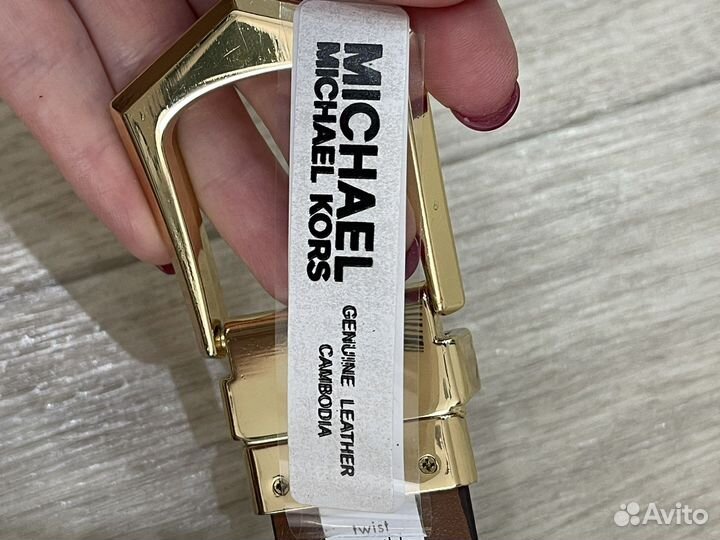 MICHAEL
MICHAEL KORS
GENUINE LEATHER
CAMBODIA
twist
Avito